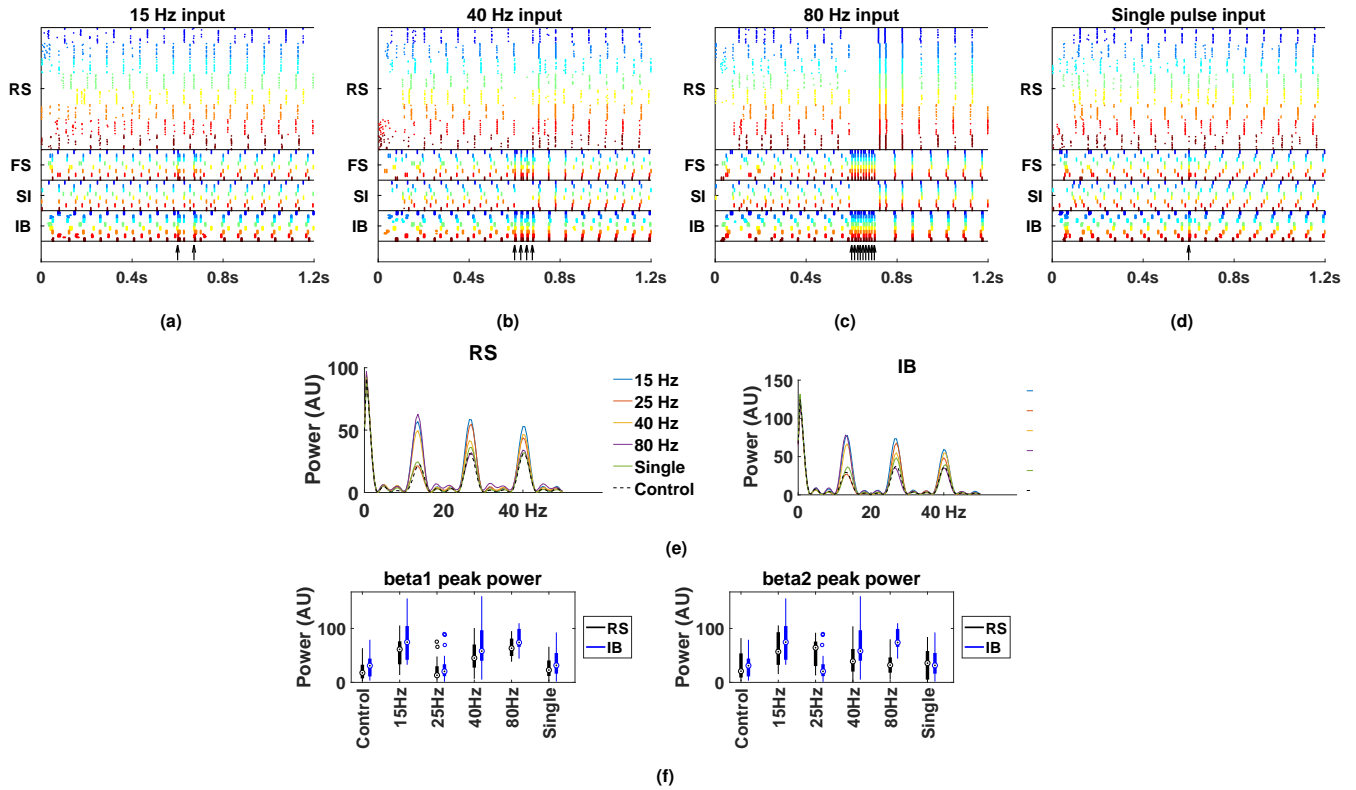 15 Hz input
40 Hz input
80 Hz input
Single pulse input
RS
FS
SI
IB
0 0.4s 0.8s 1.2s
(a)
RS
FS
SI
IB
0 0.4s 0.8s 1.2s
(b)
RS
FS
SI
IB
0 0.4s 0.8s 1.2s
(c)
RS
FS
SI
IB
0 0.4s 0.8s 1.2s
(d)
RS
Power (AU)
100
50
0
0 20 40 Hz
15 Hz
25 Hz
40 Hz
80 Hz
Single
Control
IB
Power (AU)
150
100
50
0
0 20 40 Hz
(e)
beta1 peak power
Power (AU)
100
0
Control 15Hz 25Hz 40Hz 80Hz Single
RS
IB
beta2 peak power
Power (AU)
100
0
Control 15Hz 25Hz 40Hz 80Hz Single
RS
IB
(f)